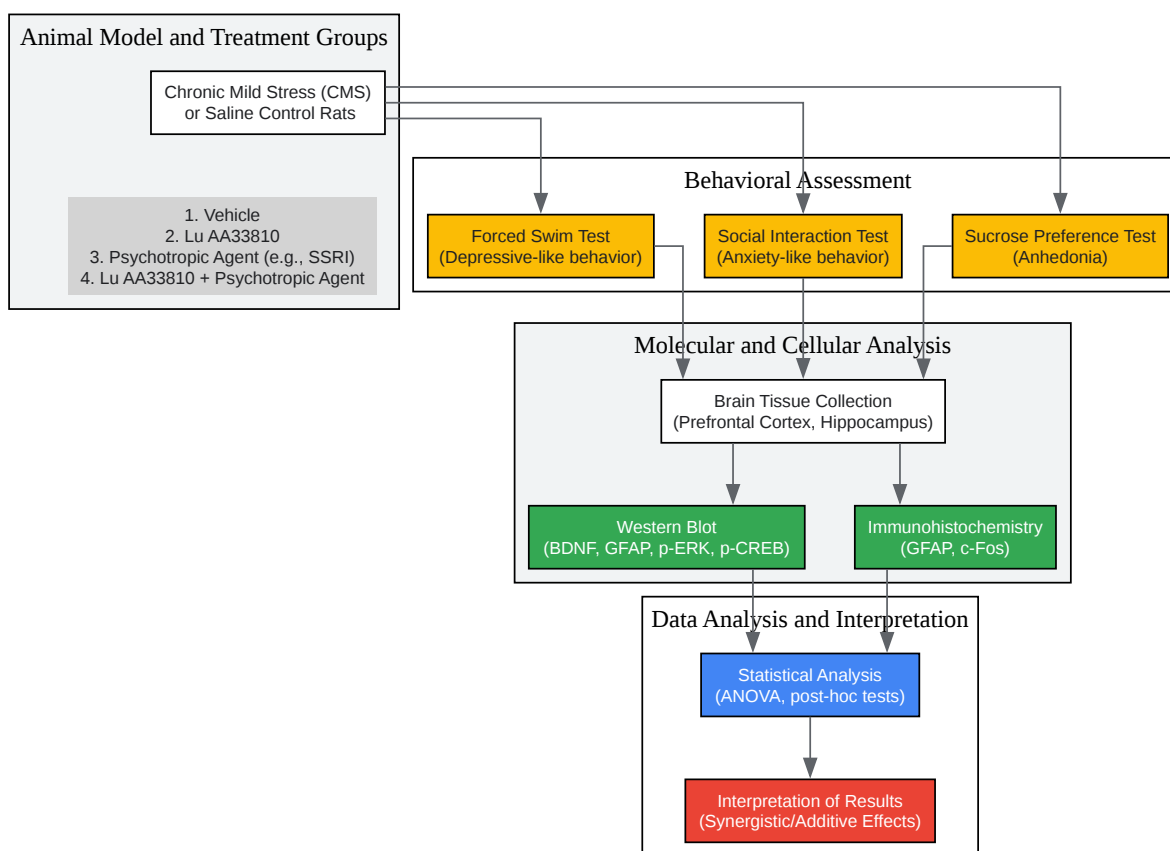 Animal Model and Treatment Groups
Chronic Mild Stress (CMS)
or Saline Control Rats
1. Vehicle
2. Lu AA33810
3. Psychotropic Agent (e.g., SSRI)
4. Lu AA33810 + Psychotropic Agent
Behavioral Assessment
Forced Swim Test
(Depressive-like behavior)
Social Interaction Test
(Anxiety-like behavior)
Sucrose Preference Test
(Anhedonia)
Molecular and Cellular Analysis
Brain Tissue Collection
(Prefrontal Cortex, Hippocampus)
Western Blot
(BDNF, GFAP, p-ERK, p-CREB)
Immunohistochemistry
(GFAP, c-Fos)
Data Analysis and Interpretation
Statistical Analysis
(ANOVA, post-hoc tests)
Interpretation of Results
(Synergistic/Additive Effects)